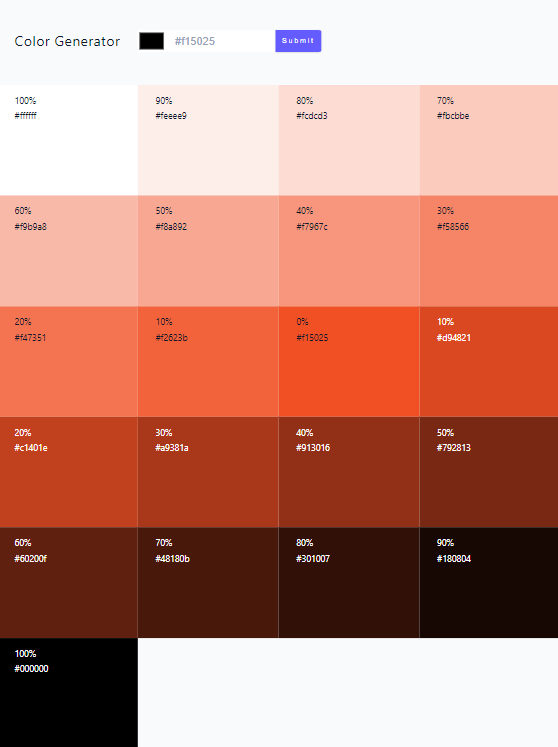 Color Generator
#f15025
Submit
100%
#ffffff
90%
#feeee9
80%
#fcdcd3
70%
#fbcbbe
60%
#f9b9a8
50%
#f8a892
40%
#f7967c
30%
#f58566
20%
#f47351
10%
#f2623b
0%
#f15025
10%
#d94821
20%
#c1401e
30%
#a9381a
40%
#913016
50%
#792813
60%
#60200f
70%
#48180b
80%
#301007
90%
#180804
100%
#000000